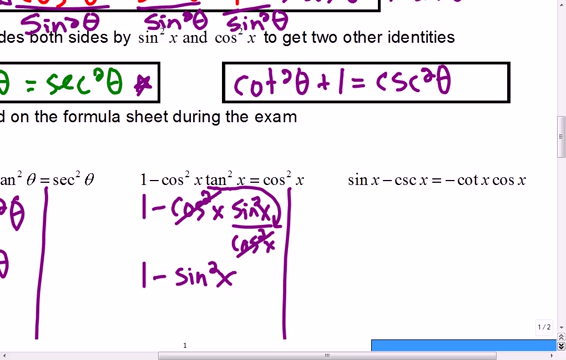 sin²θ sin²θ sin²θ
des both sides by sin² x and cos² x to get two other identities
θ = sec²θ *
cot²θ + 1 = csc²θ
d on the formula sheet during the exam
an² θ = sec² θ
1 − cos² x tan² x = cos² x
sin x − csc x = −cot x cos x
θ
1 − cos²x sin²x
cos²x
θ
1 − sin²x
1 / 2
1